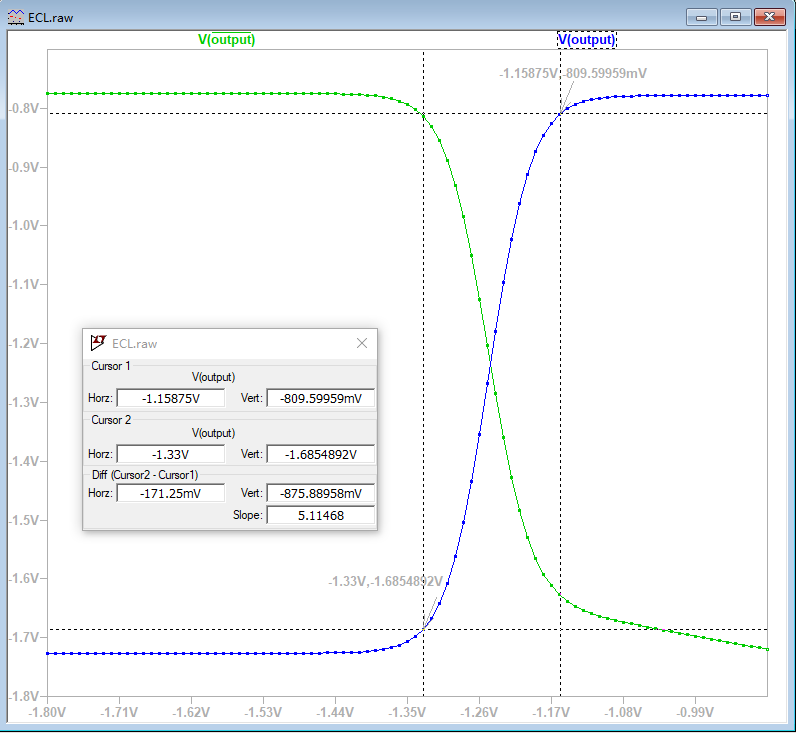 ECL.raw
V(output) V(output)
-1.15875V,-809.59959mV
-0.8V
-0.9V
-1.0V
-1.1V
-1.2V
-1.3V
-1.4V
-1.5V
-1.6V
-1.7V
-1.8V
ECL.raw
Cursor 1
V(output)
Horz: -1.15875V Vert: -809.59959mV
Cursor 2
V(output)
Horz: -1.33V Vert: -1.6854892V
Diff (Cursor2 - Cursor1)
Horz: -171.25mV Vert: -875.88958mV
Slope: 5.11468
-1.33V,-1.6854892V
-1.80V -1.71V -1.62V -1.53V -1.44V -1.35V -1.26V -1.17V -1.08V -0.99V